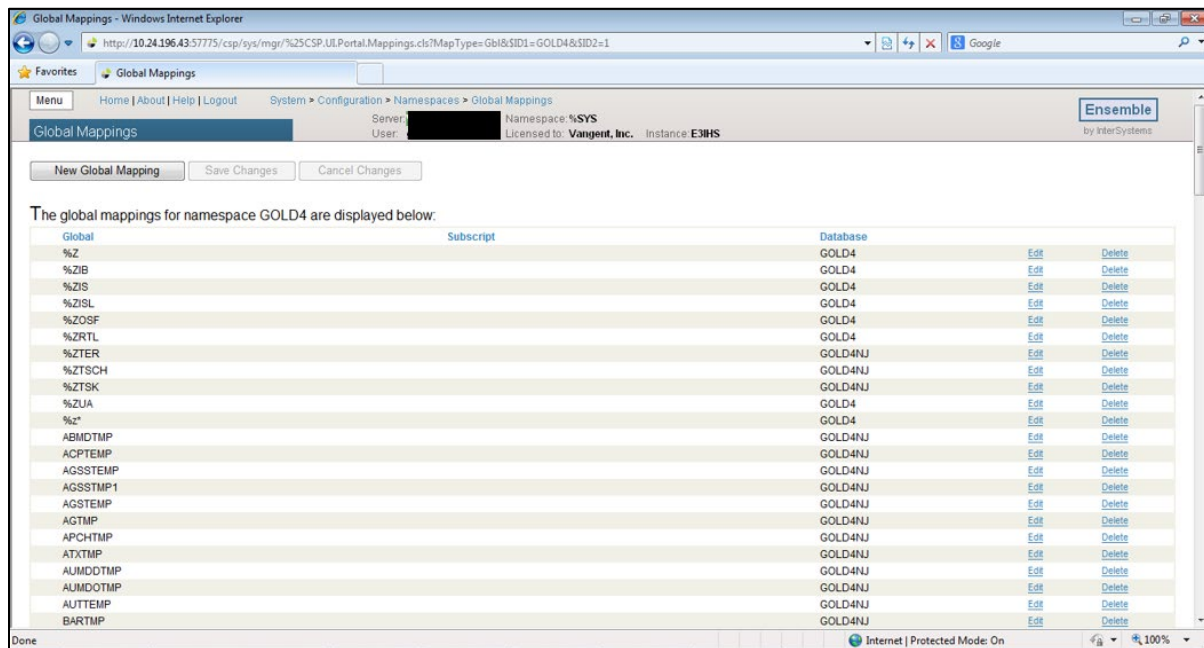 Global Mappings - Windows Internet Explorer
http://10.24.196.43:57775/csp/sys/mgr/%25CSP.UI.Portal.Mappings.cls?MapType=Gbl&$ID1=GOLD4&$ID2=1
Google
Favorites Global Mappings
Menu Home | About | Help | Logout System > Configuration > Namespaces > Global Mappings
Ensemble
by InterSystems
Global Mappings
Server: Namespace: %SYS
User: Licensed to: Vangent, Inc. Instance: E3IHS
New Global Mapping Save Changes Cancel Changes
The global mappings for namespace GOLD4 are displayed below:
Global Subscript Database
%Z GOLD4 Edit Delete
%ZIB GOLD4 Edit Delete
%ZIS GOLD4 Edit Delete
%ZISL GOLD4 Edit Delete
%ZOSF GOLD4 Edit Delete
%ZRTL GOLD4 Edit Delete
%ZTER GOLD4NJ Edit Delete
%ZTSCH GOLD4NJ Edit Delete
%ZTSK GOLD4NJ Edit Delete
%ZUA GOLD4 Edit Delete
%z* GOLD4 Edit Delete
ABMDTMP GOLD4NJ Edit Delete
ACPTEMP GOLD4NJ Edit Delete
AGSSTEMP GOLD4NJ Edit Delete
AGSSTMP1 GOLD4NJ Edit Delete
AGSTEMP GOLD4NJ Edit Delete
AGTMP GOLD4NJ Edit Delete
APCHTMP GOLD4NJ Edit Delete
ATXTMP GOLD4NJ Edit Delete
AUMDDTMP GOLD4NJ Edit Delete
AUMDOTMP GOLD4NJ Edit Delete
AUTTEMP GOLD4NJ Edit Delete
BARTMP GOLD4NJ Edit Delete
Done Internet | Protected Mode: On 100%